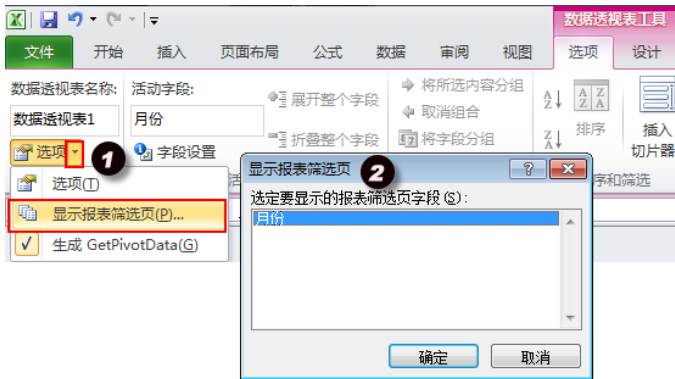 数据透视表工具
文件 开始 插入 页面布局 公式 数据 审阅 视图 选项 设计
数据透视表名称: 活动字段:
数据透视表1 月份
选项 字段设置
展开整个字段
折叠整个字段
将所选内容分组
取消组合
将字段分组
排序
插入
切片器
序和筛选
1
选项(T)
显示报表筛选页(P)...
生成 GetPivotData(G)
显示报表筛选页 2
选定要显示的报表筛选页字段(S):
月份
确定 取消